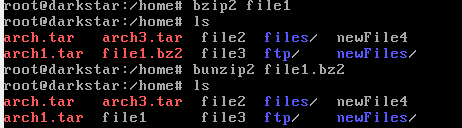 root@darkstar:/home# bzip2 file1
root@darkstar:/home# ls
arch.tar arch3.tar file2 files/ newFile4
arch1.tar file1.bz2 file3 ftp/ newFiles/
root@darkstar:/home# bunzip2 file1.bz2
root@darkstar:/home# ls
arch.tar arch3.tar file2 files/ newFile4
arch1.tar file1 file3 ftp/ newFiles/